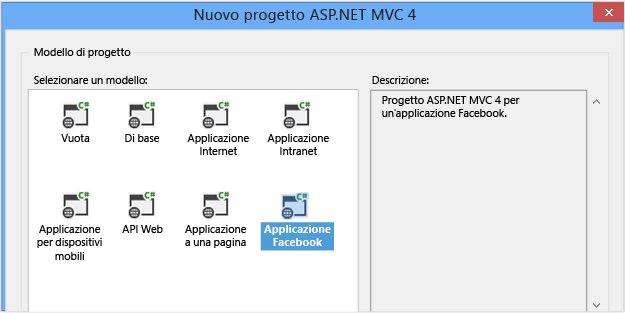 Nuovo progetto ASP.NET MVC 4
Modello di progetto
Selezionare un modello:
Descrizione:
C#
C#
C#
C#
Vuota
Di base
Applicazione
Internet
Applicazione
Intranet
Progetto ASP.NET MVC 4 per
un'applicazione Facebook.
C#
C#
C#
C#
Applicazione
per dispositivi
mobili
API Web
Applicazione
a una pagina
Applicazione
Facebook